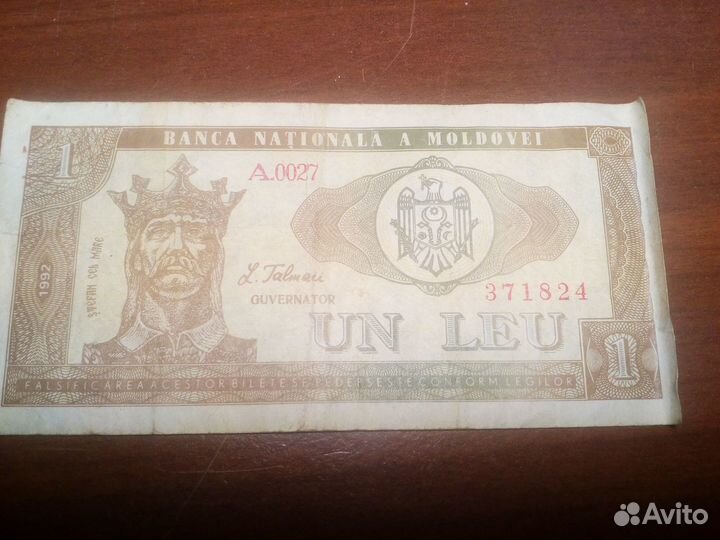 BANCA NAȚIONALĂ A MOLDOVEI
1
A.0027
ȘTEFAN CEL MARE
1992
L. Talmaci
GUVERNATOR
371824
UN LEU
1
FALSIFICAREA ACESTOR BILETE SE PEDEPSEȘTE CONFORM LEGILOR
Avito